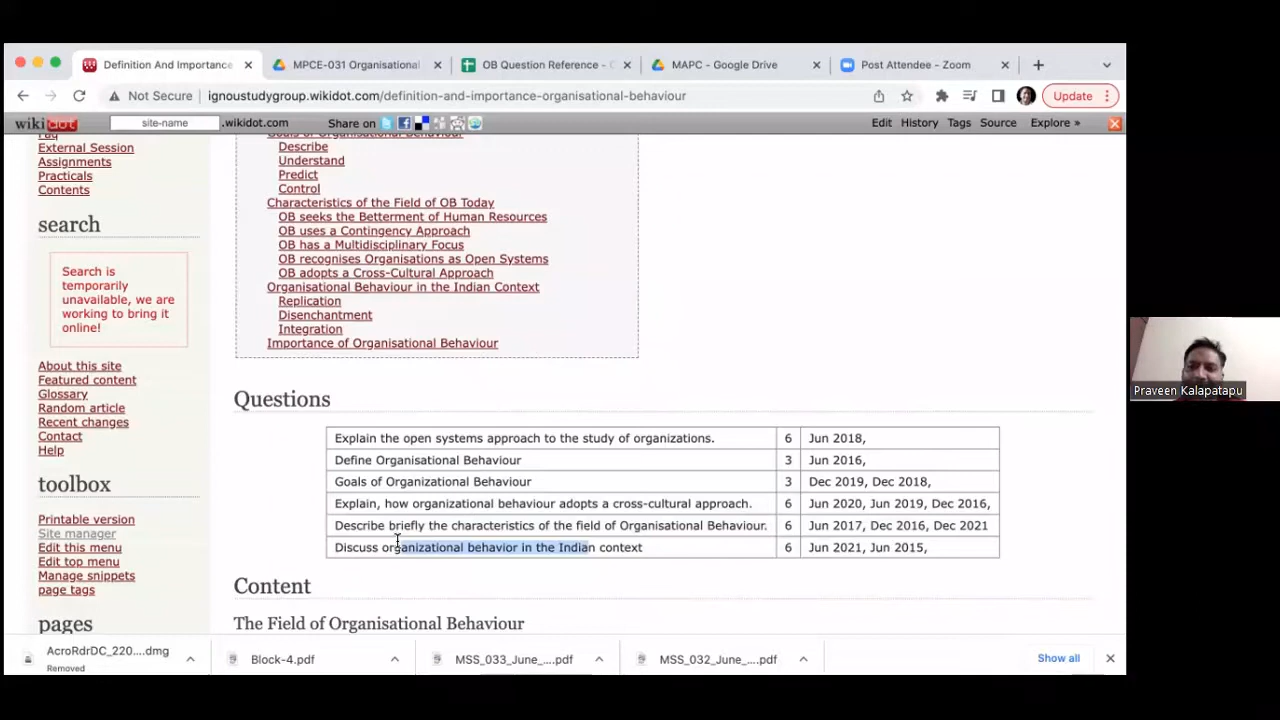 Definition And Importance
MPCE-031 Organisational
OB Question Reference - G
MAPC - Google Drive
Post Attendee - Zoom
Not Secure
ignoustudygroup.wikidot.com/definition-and-importance-organisational-behaviour
Update
wikidot
site-name
.wikidot.com
Share on
Edit
History
Tags
Source
Explore »
Faq
External Session
Assignments
Practicals
Contents
search
Search is
temporarily
unavailable, we are
working to bring it
online!
About this site
Featured content
Glossary
Random article
Recent changes
Contact
Help
toolbox
Printable version
Site manager
Edit this menu
Edit top menu
Manage snippets
page tags
pages
Goals of Organisational Behaviour
Describe
Understand
Predict
Control
Characteristics of the Field of OB Today
OB seeks the Betterment of Human Resources
OB uses a Contingency Approach
OB has a Multidisciplinary Focus
OB recognises Organisations as Open Systems
OB adopts a Cross-Cultural Approach
Organisational Behaviour in the Indian Context
Replication
Disenchantment
Integration
Importance of Organisational Behaviour
Questions
Explain the open systems approach to the study of organizations. 6 Jun 2018,
Define Organisational Behaviour 3 Jun 2016,
Goals of Organizational Behaviour 3 Dec 2019, Dec 2018,
Explain, how organizational behaviour adopts a cross-cultural approach. 6 Jun 2020, Jun 2019, Dec 2016,
Describe briefly the characteristics of the field of Organisational Behaviour. 6 Jun 2017, Dec 2016, Dec 2021
Discuss organizational behavior in the Indian context 6 Jun 2021, Jun 2015,
Content
The Field of Organisational Behaviour
AcroRdrDC_220....dmg
Removed
Block-4.pdf
MSS_033_June_....pdf
MSS_032_June_....pdf
Show all
Praveen Kalapatapu